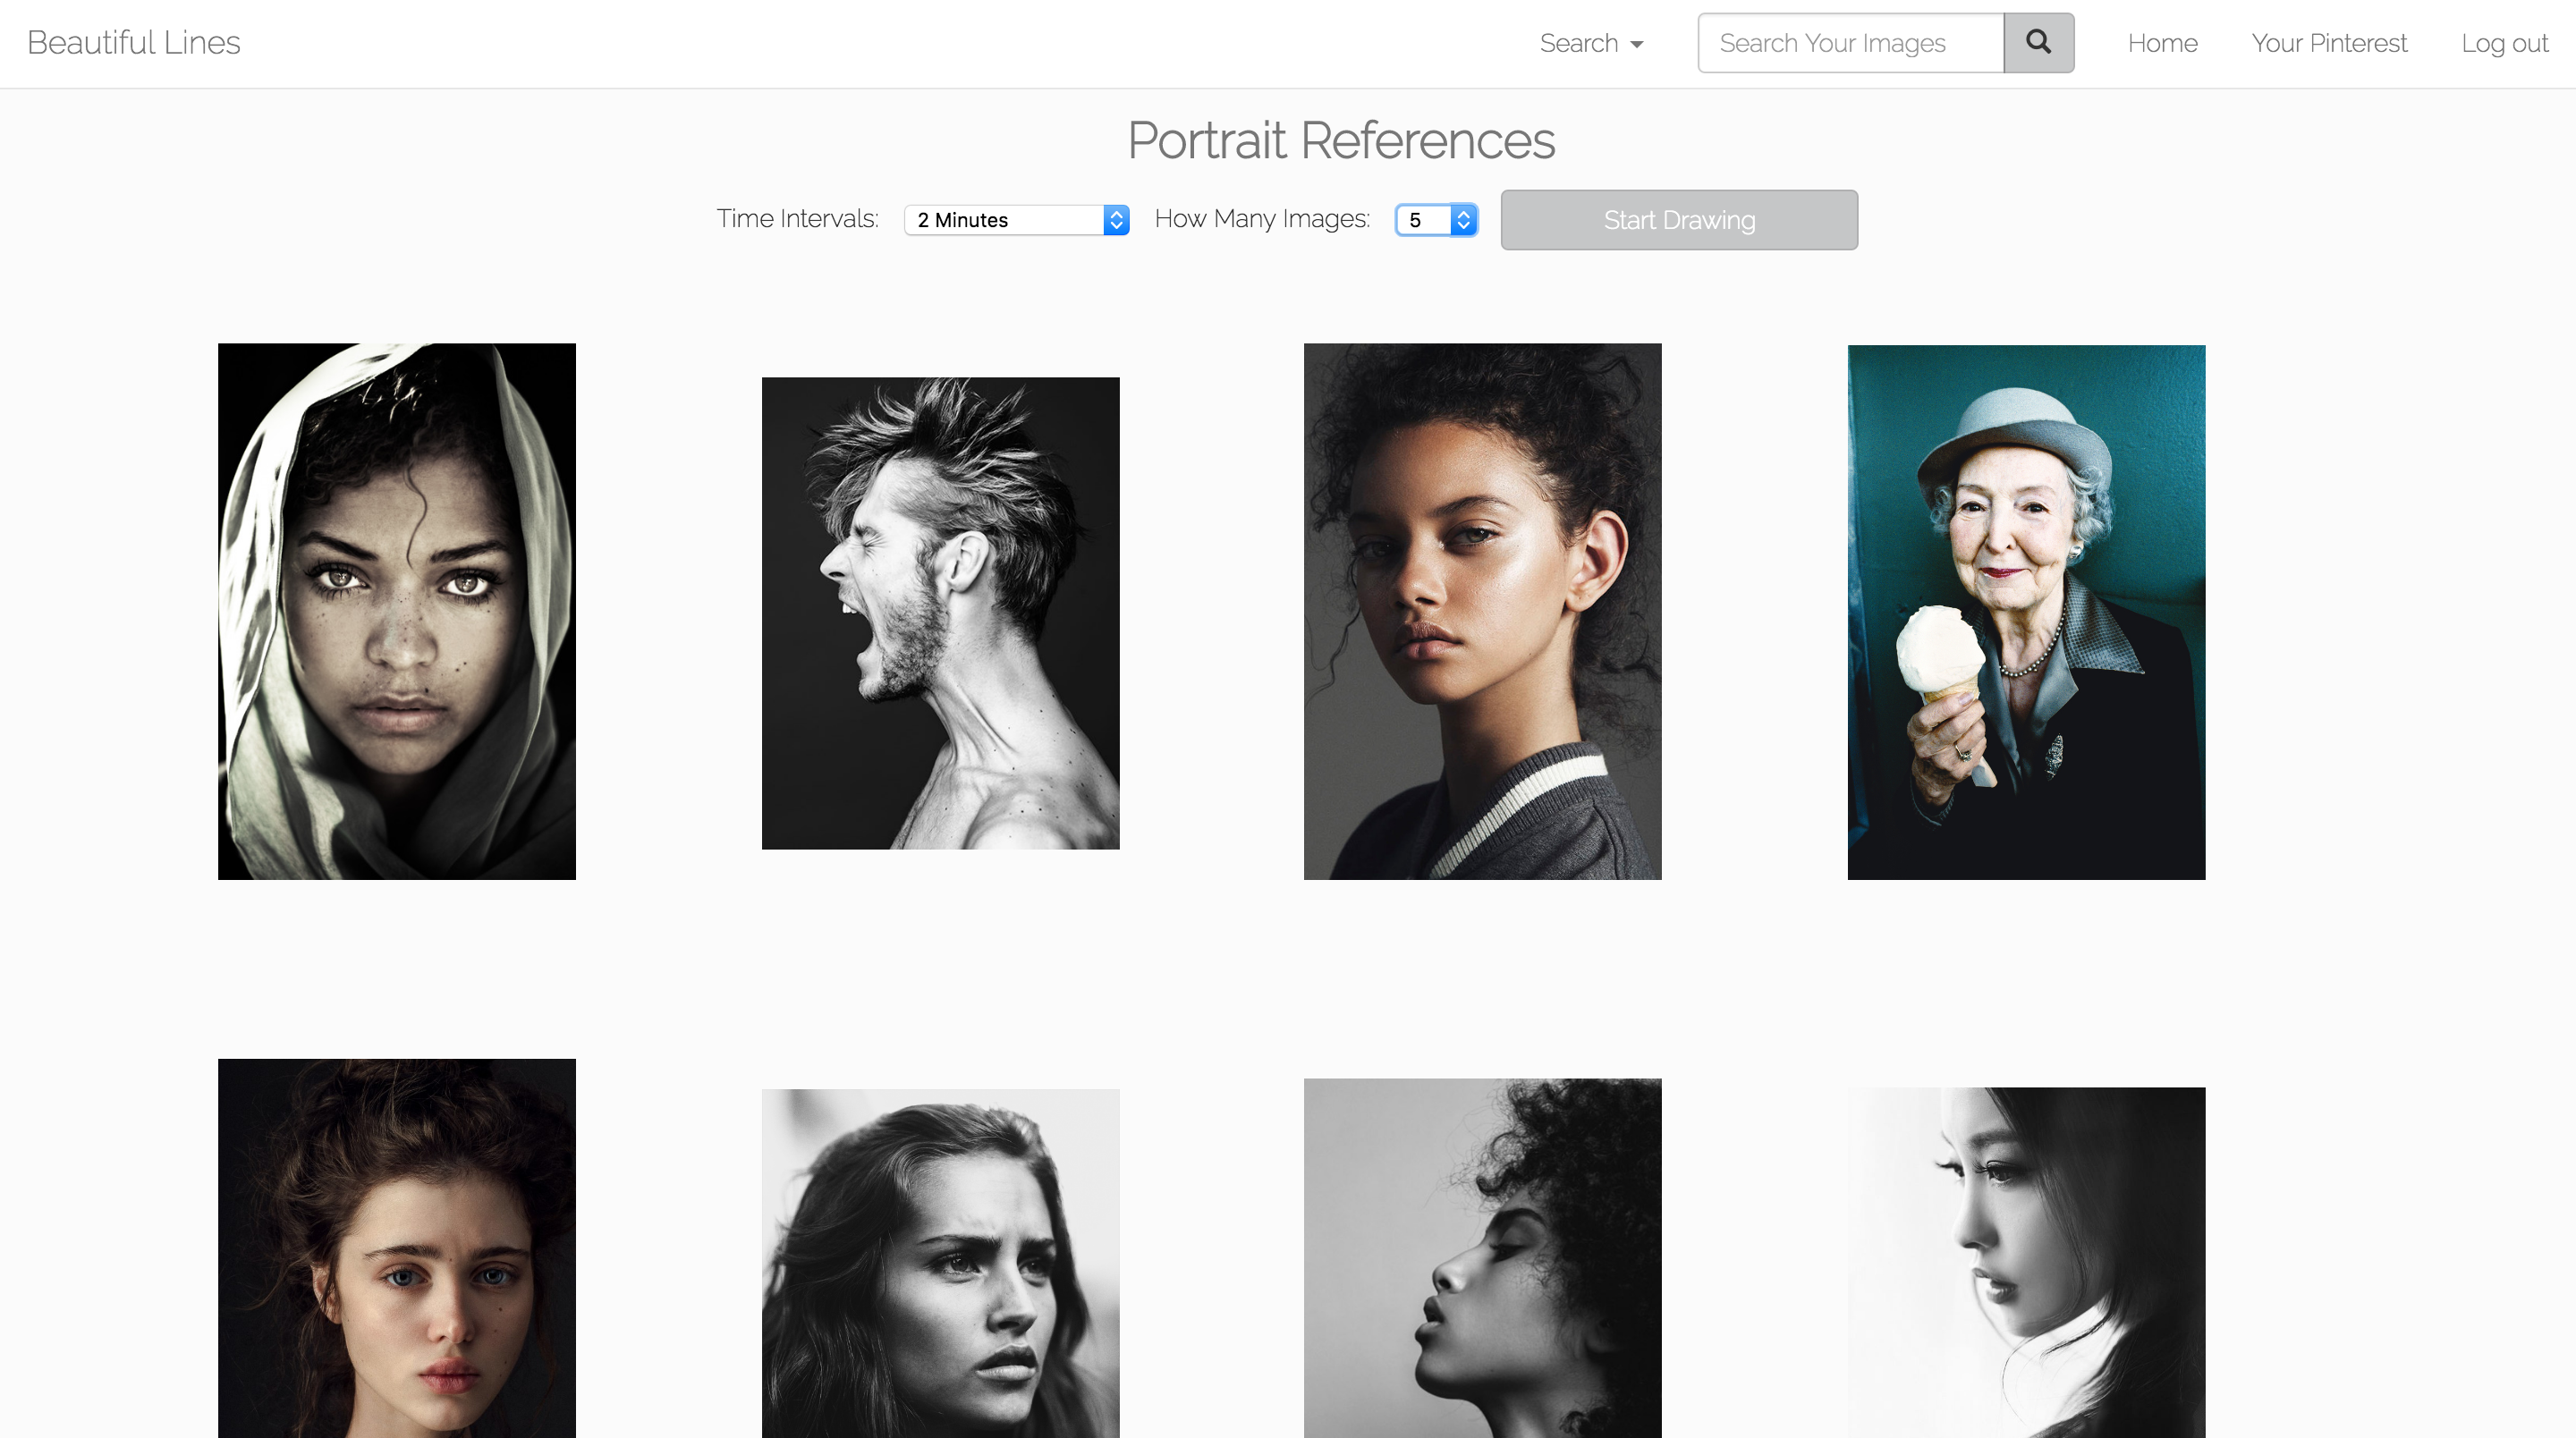 Beautiful Lines
Search
Search Your Images
Home
Your Pinterest
Log out
Portrait References
Time Intervals:
2 Minutes
How Many Images:
5
Start Drawing